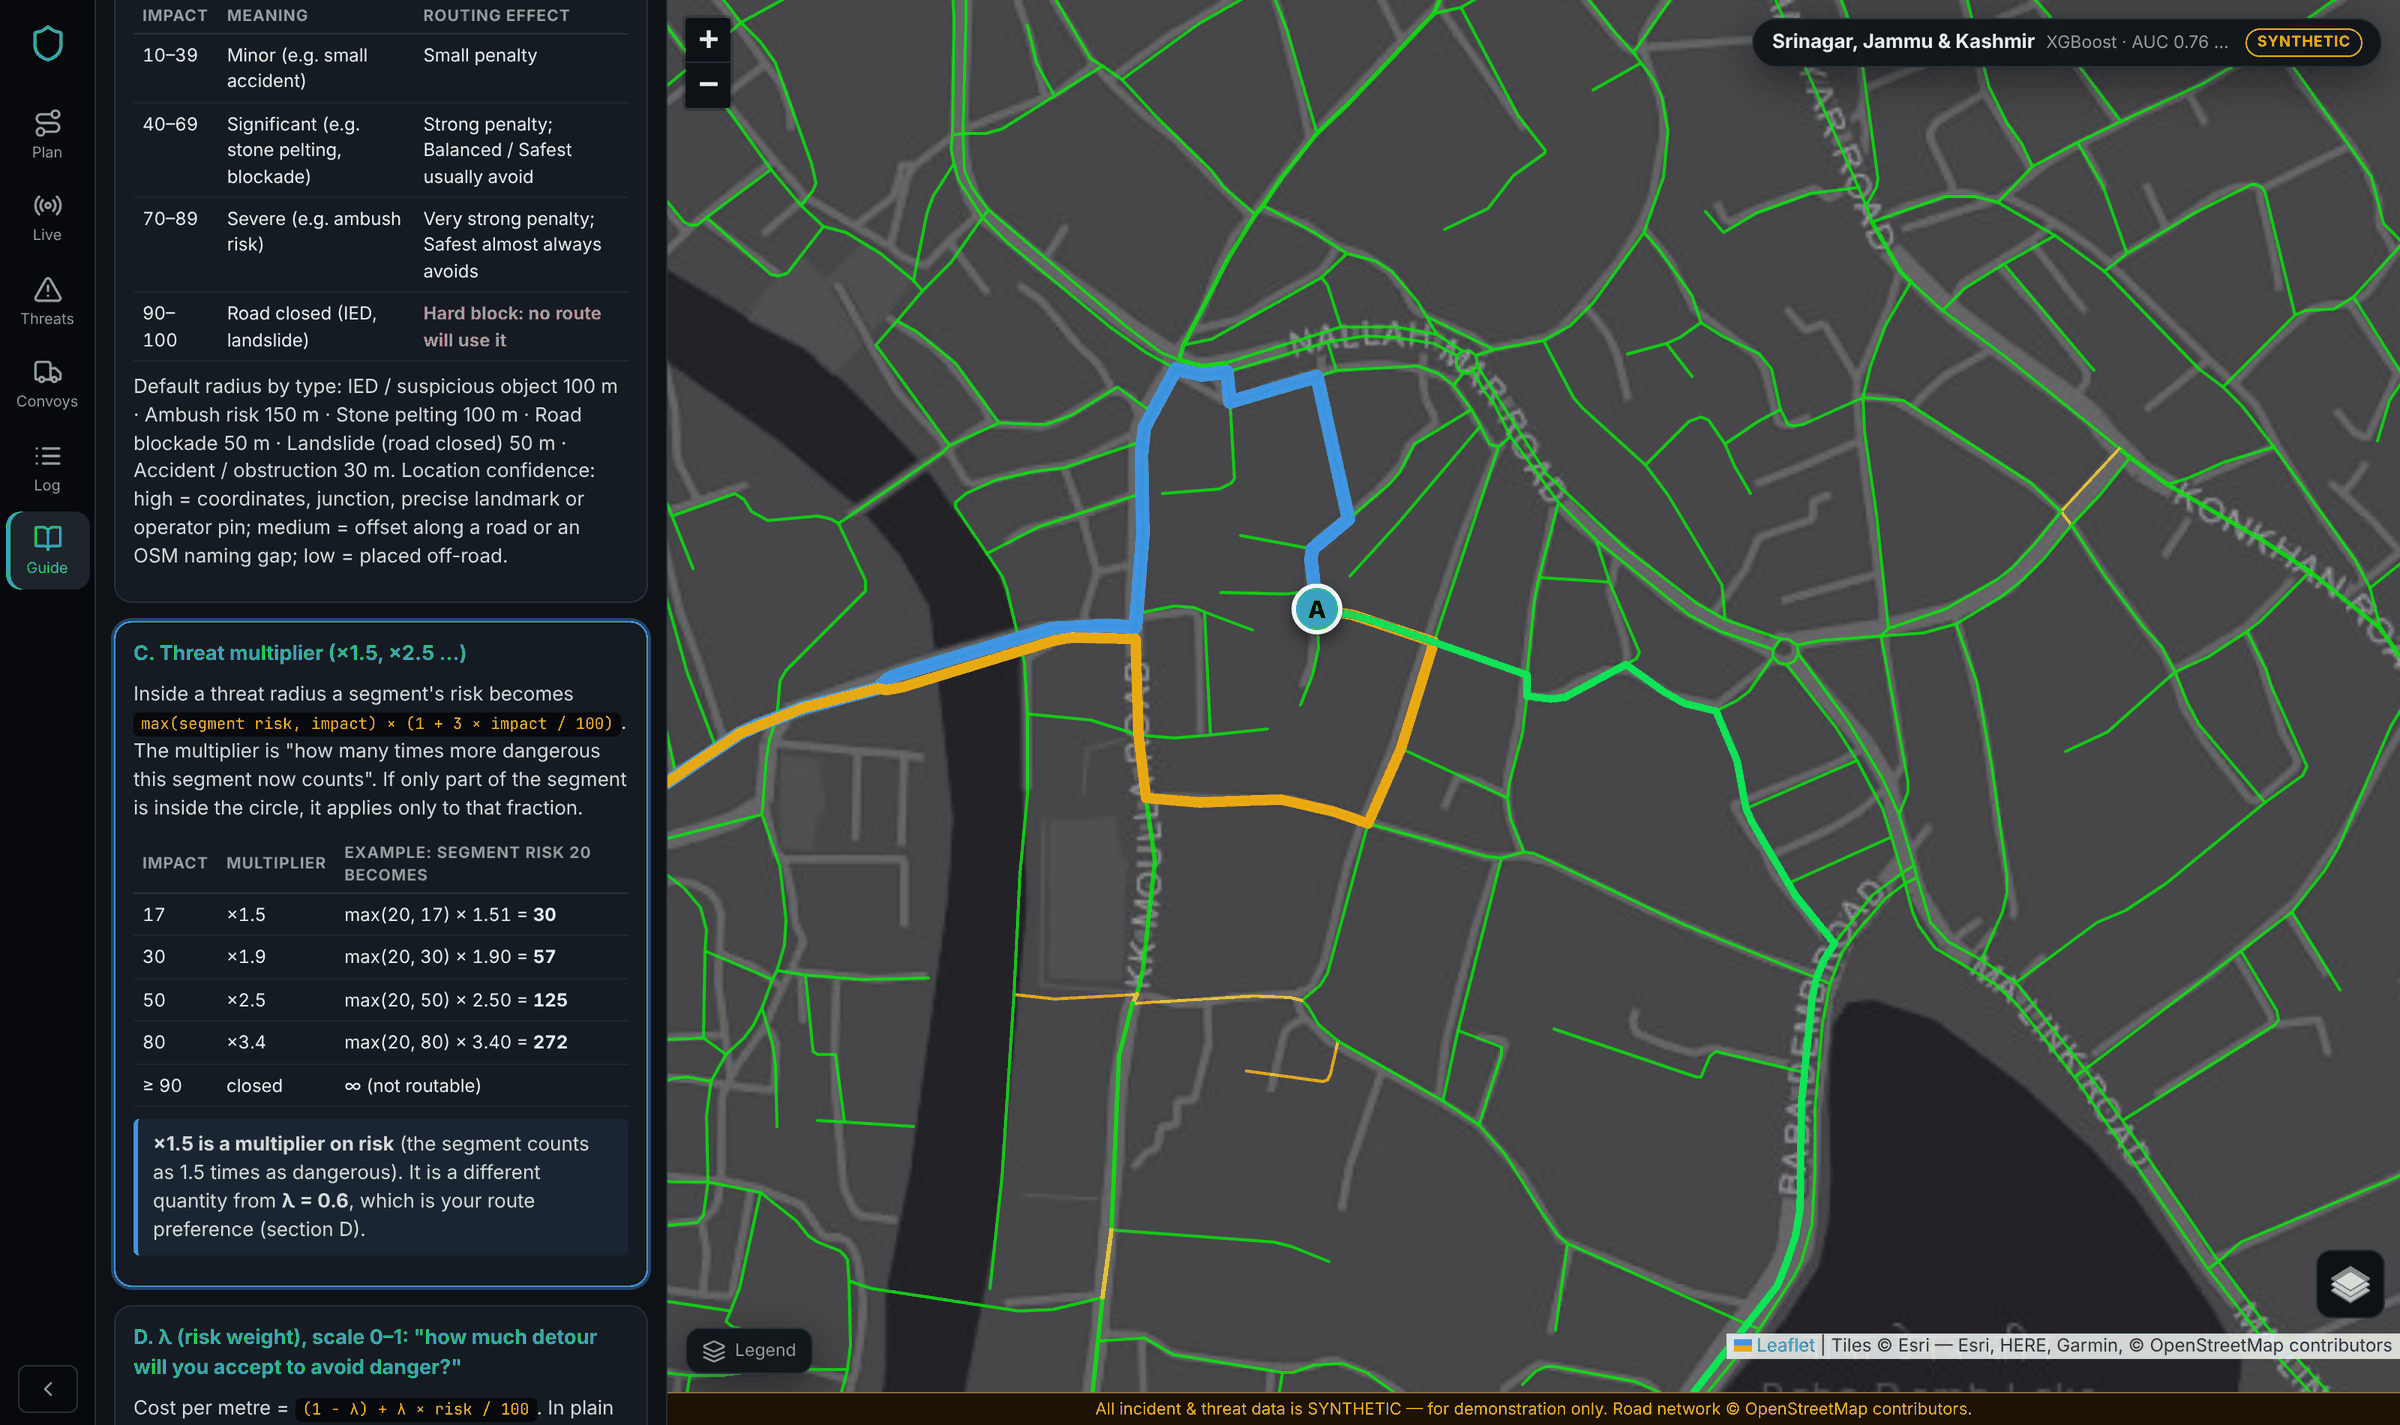 Plan
Live
Threats
Convoys
Log
Guide
IMPACT MEANING ROUTING EFFECT
10–39 Minor (e.g. small accident) Small penalty
40–69 Significant (e.g. stone pelting, blockade) Strong penalty; Balanced / Safest usually avoid
70–89 Severe (e.g. ambush risk) Very strong penalty; Safest almost always avoids
90–100 Road closed (IED, landslide) Hard block: no route will use it
Default radius by type: IED / suspicious object 100 m
· Ambush risk 150 m · Stone pelting 100 m · Road
blockade 50 m · Landslide (road closed) 50 m ·
Accident / obstruction 30 m. Location confidence:
high = coordinates, junction, precise landmark or
operator pin; medium = offset along a road or an
OSM naming gap; low = placed off-road.
C. Threat multiplier (×1.5, ×2.5 ...)
Inside a threat radius a segment's risk becomes
max(segment risk, impact) × (1 + 3 × impact / 100) .
The multiplier is "how many times more dangerous
this segment now counts". If only part of the segment
is inside the circle, it applies only to that fraction.
IMPACT MULTIPLIER EXAMPLE: SEGMENT RISK 20 BECOMES
17 ×1.5 max(20, 17) × 1.51 = 30
30 ×1.9 max(20, 30) × 1.90 = 57
50 ×2.5 max(20, 50) × 2.50 = 125
80 ×3.4 max(20, 80) × 3.40 = 272
≥ 90 closed ∞ (not routable)
×1.5 is a multiplier on risk (the segment counts
as 1.5 times as dangerous). It is a different
quantity from λ = 0.6, which is your route
preference (section D).
D. λ (risk weight), scale 0–1: "how much detour
will you accept to avoid danger?"
Cost per metre = (1 - λ) + λ × risk / 100 . In plain
+
−
Srinagar, Jammu & Kashmir XGBoost · AUC 0.76 ... SYNTHETIC
NALLAH MAR ROAD
A
Legend
Leaflet | Tiles © Esri — Esri, HERE, Garmin, © OpenStreetMap contributors
All incident & threat data is SYNTHETIC — for demonstration only. Road network © OpenStreetMap contributors.